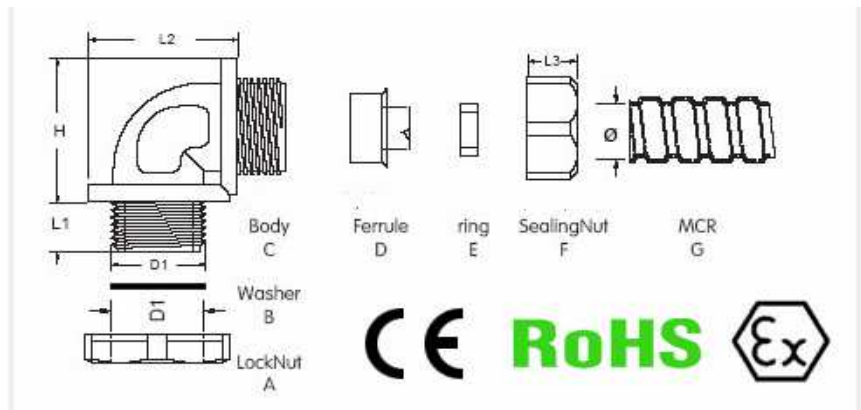 L2
H
L1
D1
D1
L3
Ø
Body
C
Ferrule
D
ring
E
SealingNut
F
MCR
G
Washer
B
LockNut
A
CE
RoHS
Ex